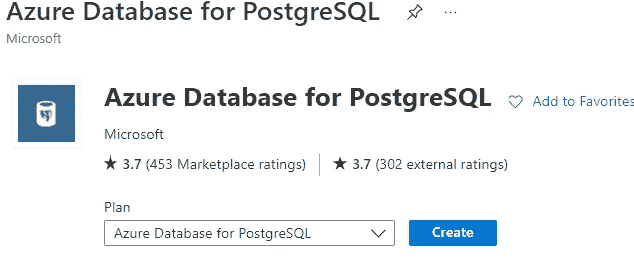 Azure Database for PostgreSQL
Microsoft
Azure Database for PostgreSQL
Add to Favorites
Microsoft
★ 3.7 (453 Marketplace ratings) | ★ 3.7 (302 external ratings)
Plan
Azure Database for PostgreSQL
Create